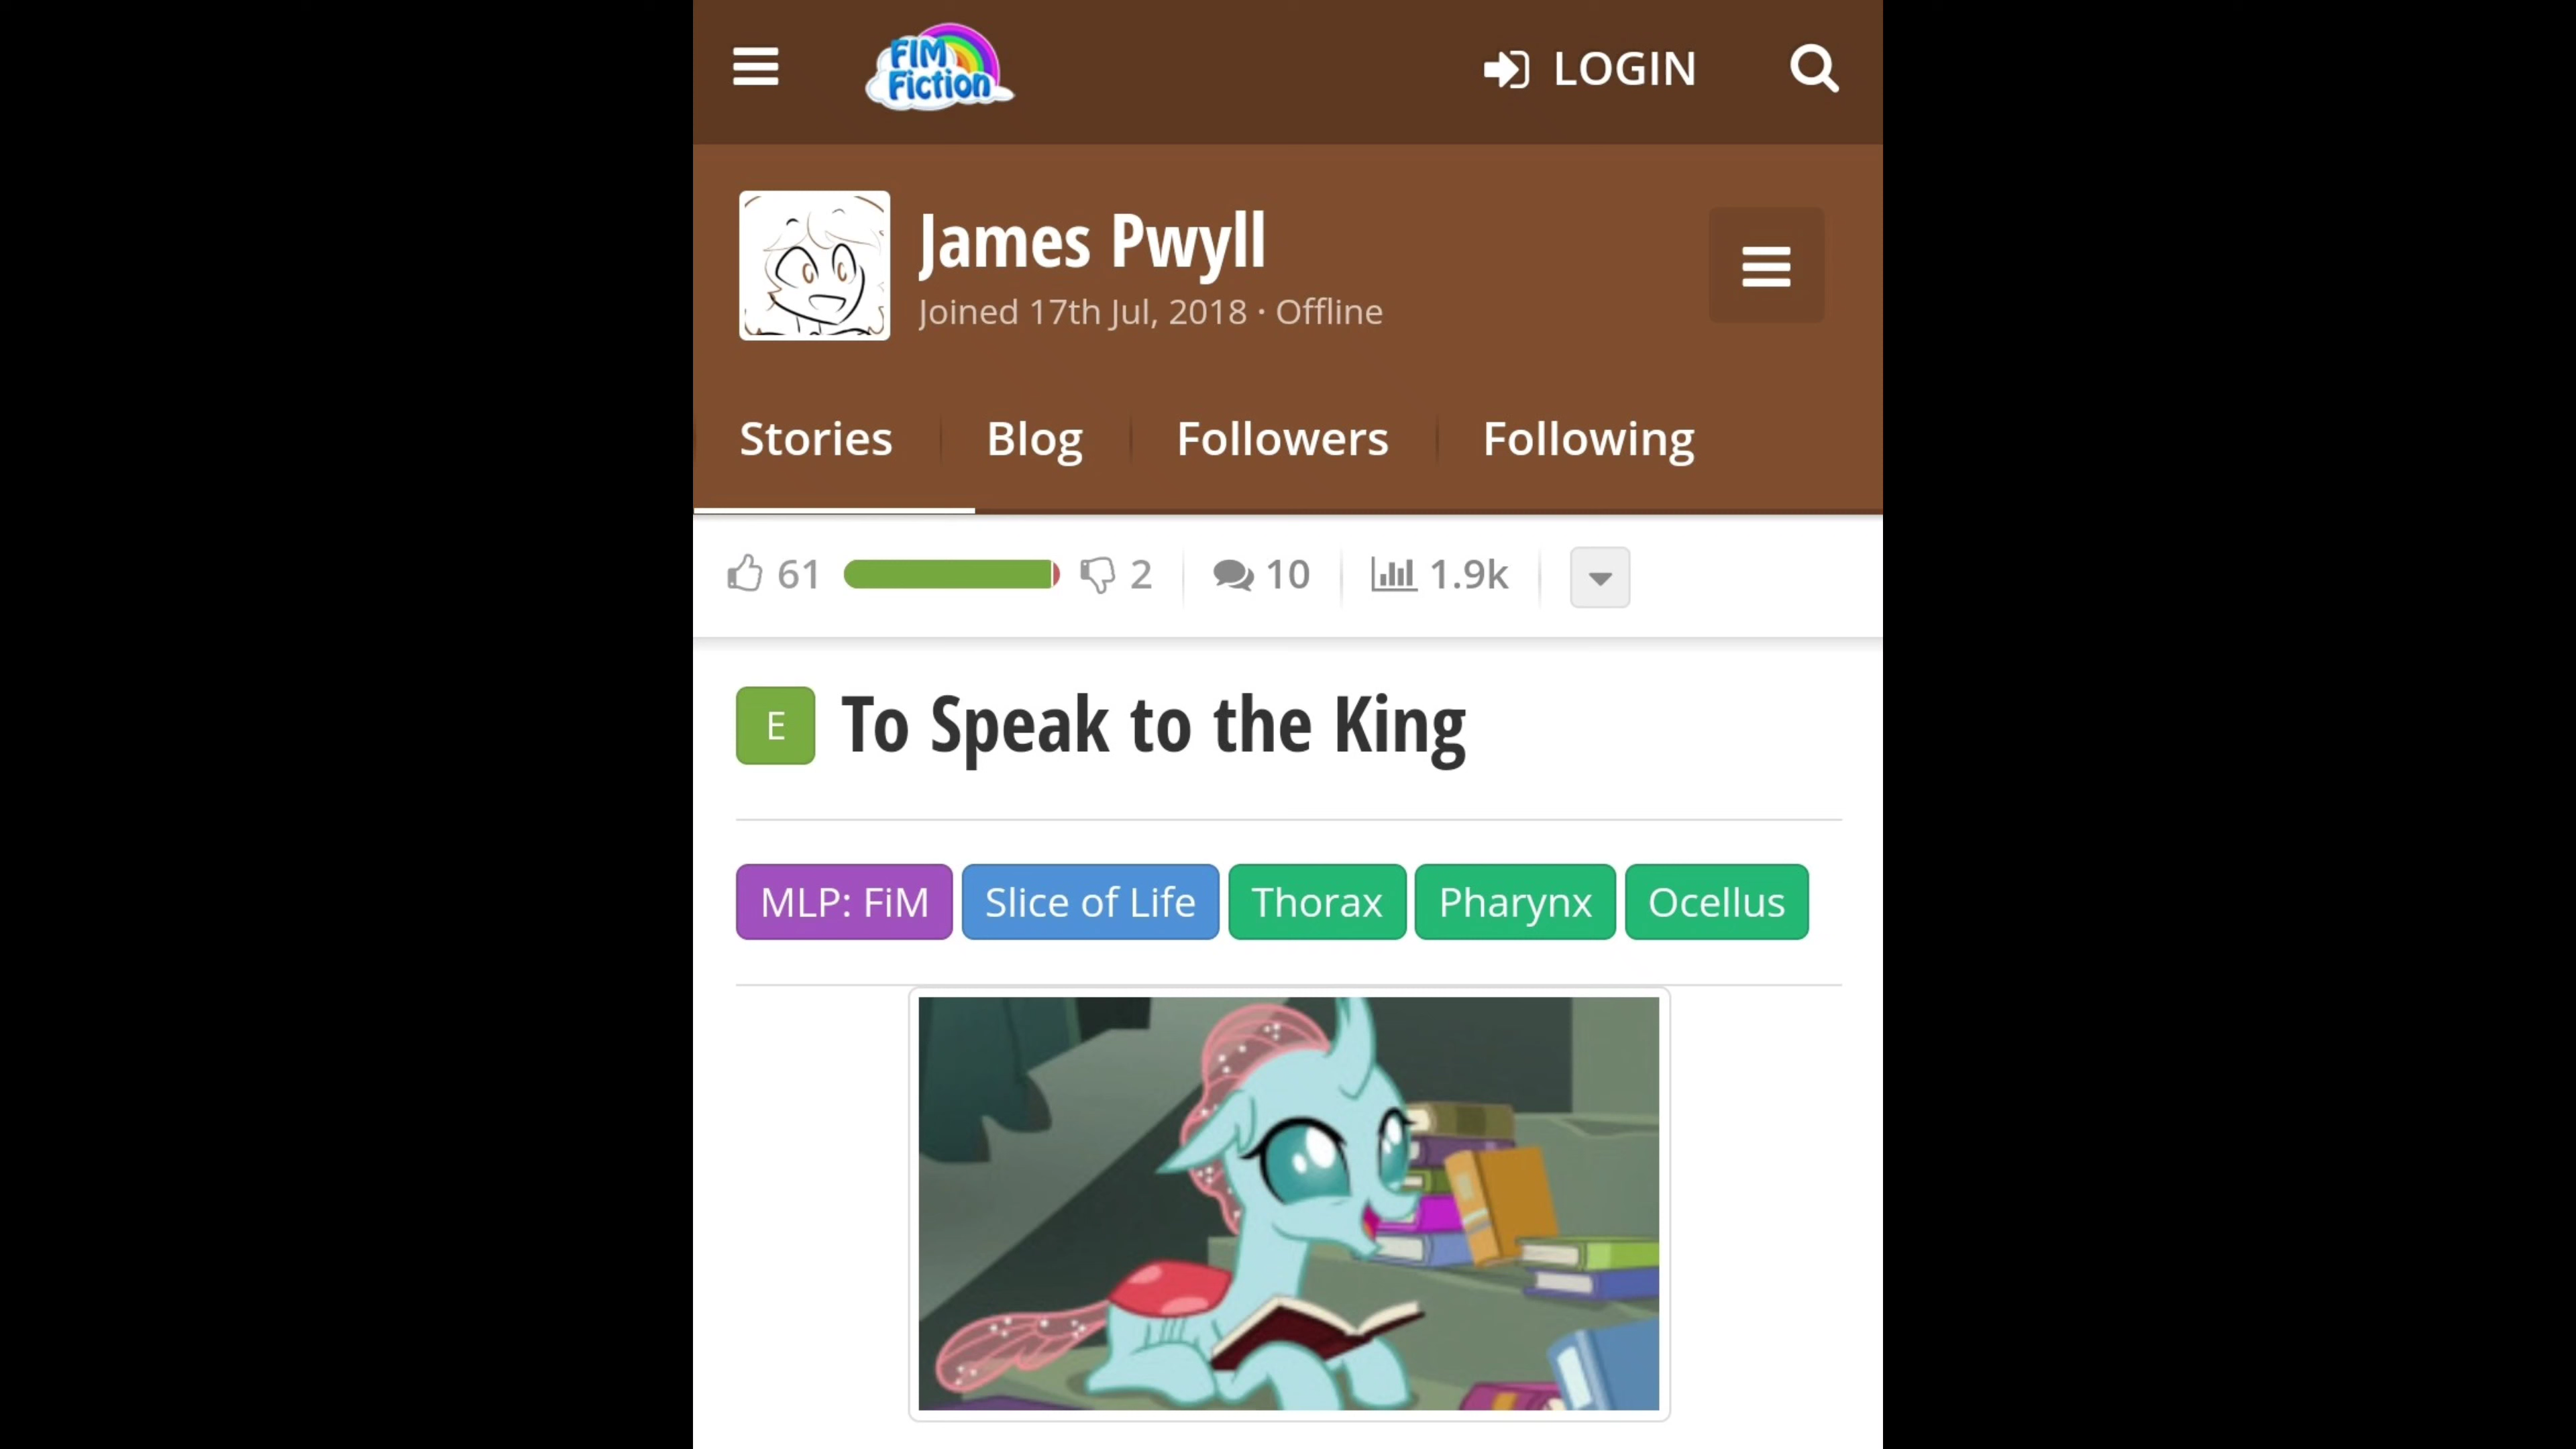 FIM
Fiction
LOGIN
James Pwyll
Joined 17th Jul, 2018 · Offline
Stories Blog Followers Following
61 2 10 1.9k
E To Speak to the King
MLP: FiM Slice of Life Thorax Pharynx Ocellus